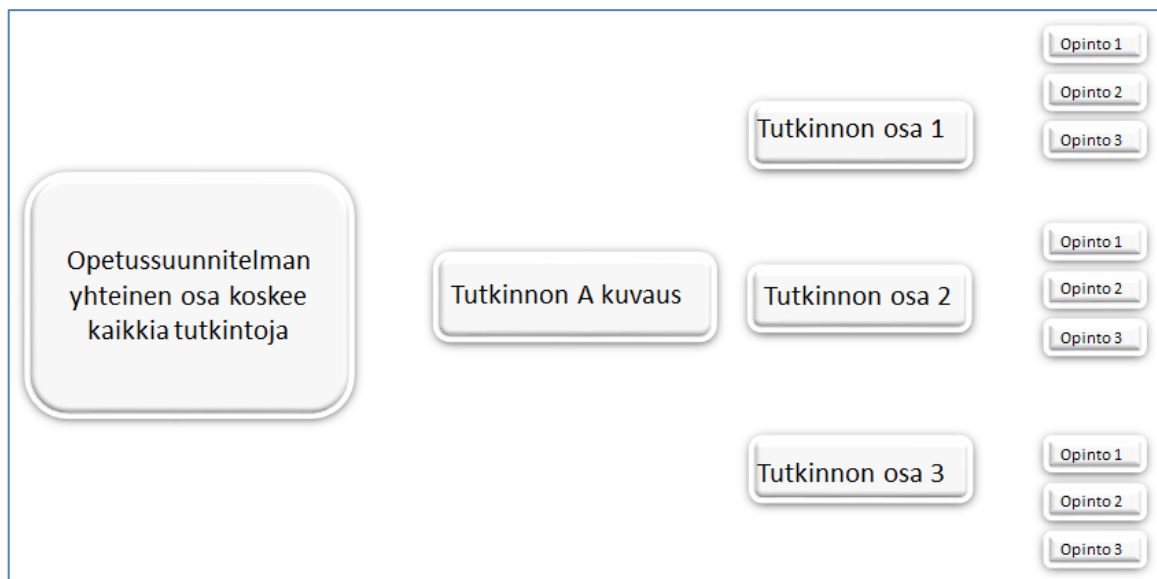 Opetussuunnitelman
yhteinen osa koskee
kaikkia tutkintoja
Tutkinnon A kuvaus
Tutkinnon osa 1
Opinto 1
Opinto 2
Opinto 3
Tutkinnon osa 2
Opinto 1
Opinto 2
Opinto 3
Tutkinnon osa 3
Opinto 1
Opinto 2
Opinto 3